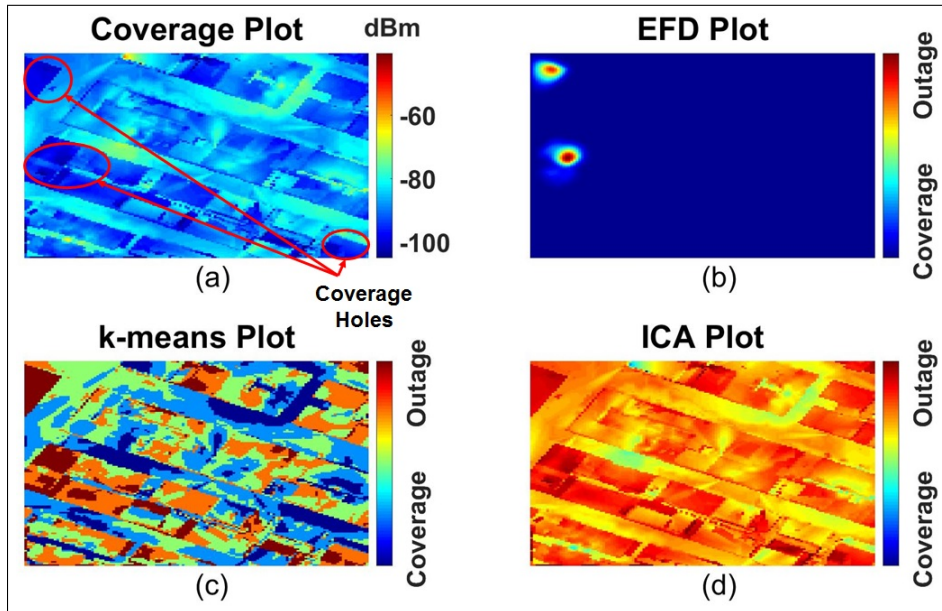 Coverage Plot
dBm
-60
-80
-100
(a)
Coverage
Holes
EFD Plot
Outage
Coverage
(b)
k-means Plot
Outage
Coverage
(c)
ICA Plot
Outage
Coverage
(d)